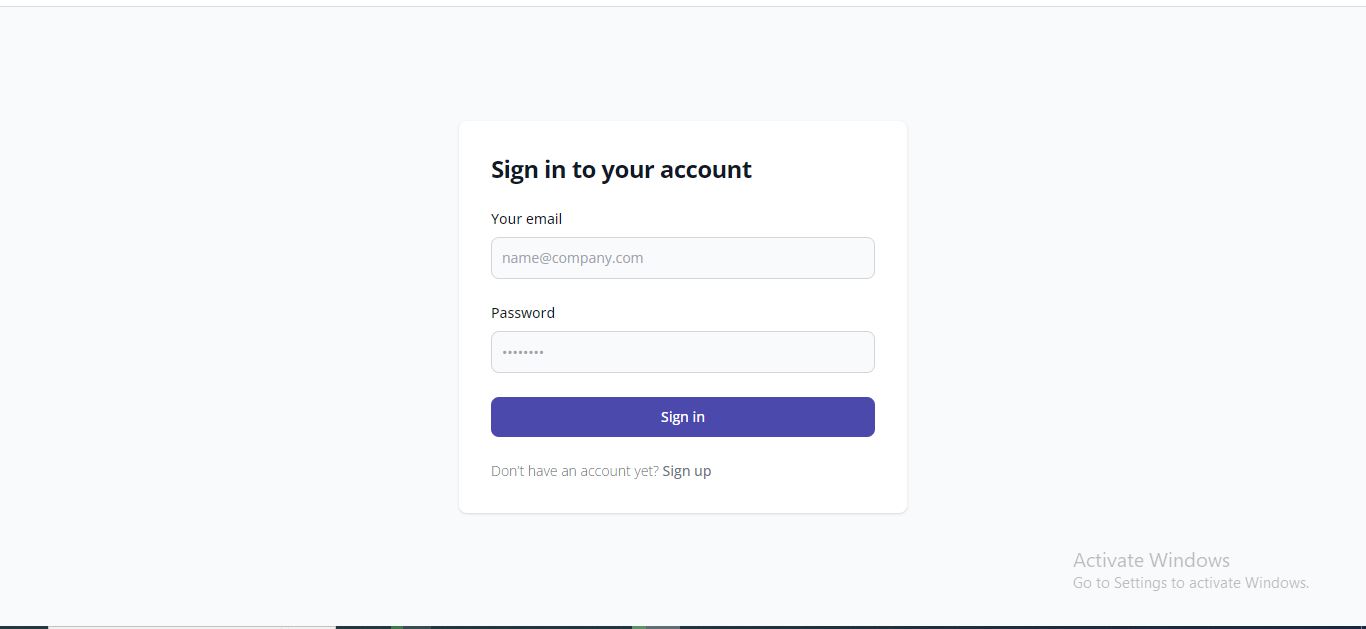 Sign in to your account
Your email
name@company.com
Password
••••••••
Sign in
Don't have an account yet? Sign up
Activate Windows
Go to Settings to activate Windows.